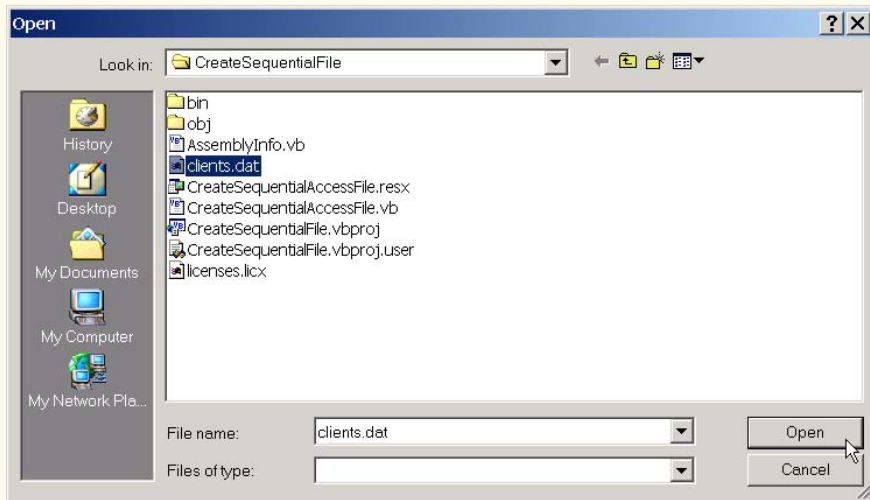 Open
Look in: CreateSequentialFile
History
Desktop
My Documents
My Computer
My Network Pla...
bin
obj
AssemblyInfo.vb
clients.dat
CreateSequentialAccessFile.resx
CreateSequentialAccessFile.vb
CreateSequentialFile.vbproj
CreateSequentialFile.vbproj.user
licenses.licx
File name: clients.dat Open
Files of type: Cancel